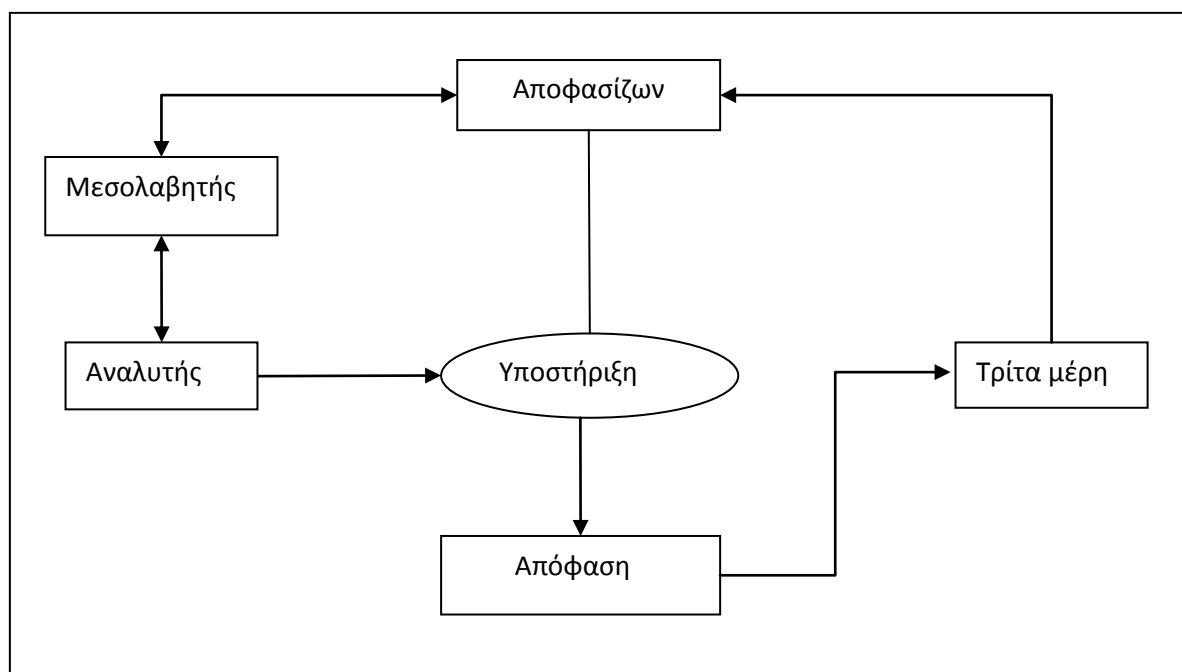 Αποφασίζων
Μεσολαβητής
Αναλυτής
Υποστήριξη
Τρίτα μέρη
Απόφαση